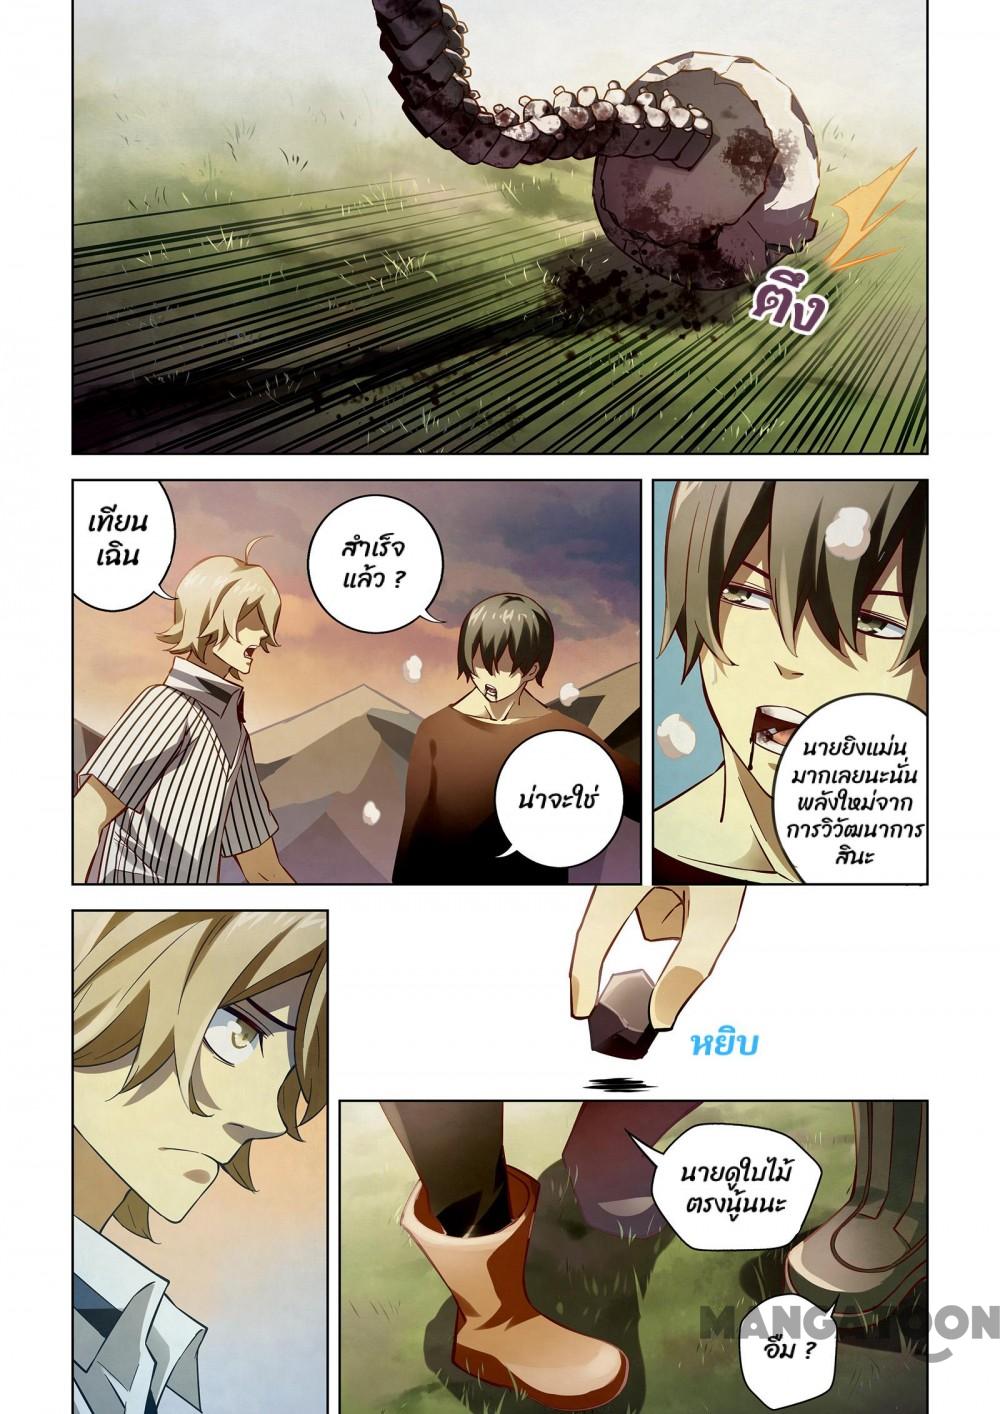 ตึง
เทียน
เฉิน
สำเร็จ
แล้ว ?
น่าจะใช่
นายยิงแม่น
มากเลยนะนั่น
พลังใหม่จาก
การวิวัฒนาการ
สินะ
หยิบ
นายดูใบไม้
ตรงนู้นนะ
อืม ?
MANGATOON